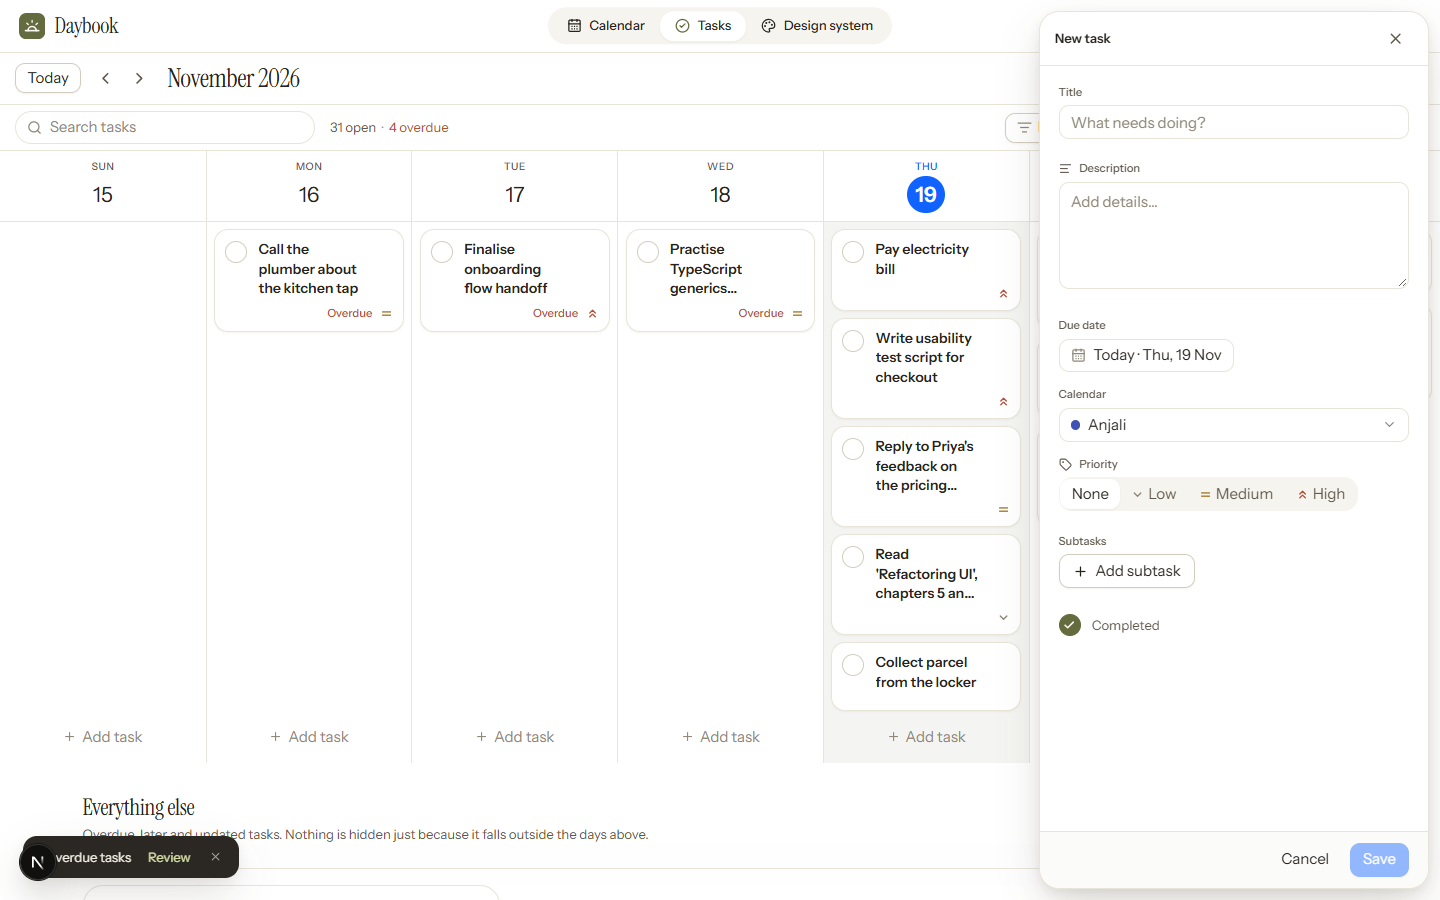 Daybook
Calendar
Tasks
Design system
Today
November 2026
Search tasks
31 open · 4 overdue
SUN
15
MON
16
TUE
17
WED
18
THU
19
Call the
plumber about
the kitchen tap
Overdue
Finalise
onboarding
flow handoff
Overdue
Practise
TypeScript
generics...
Overdue
Pay electricity
bill
Write usability
test script for
checkout
Reply to Priya's
feedback on
the pricing...
Read
'Refactoring UI',
chapters 5 an...
Collect parcel
from the locker
+ Add task
+ Add task
+ Add task
+ Add task
+ Add task
Everything else
Overdue, later and undated tasks. Nothing is hidden just because it falls outside the days above.
verdue tasks
Review
N
New task
Title
What needs doing?
Description
Add details...
Due date
Today · Thu, 19 Nov
Calendar
Anjali
Priority
None
Low
Medium
High
Subtasks
+ Add subtask
Completed
Cancel
Save